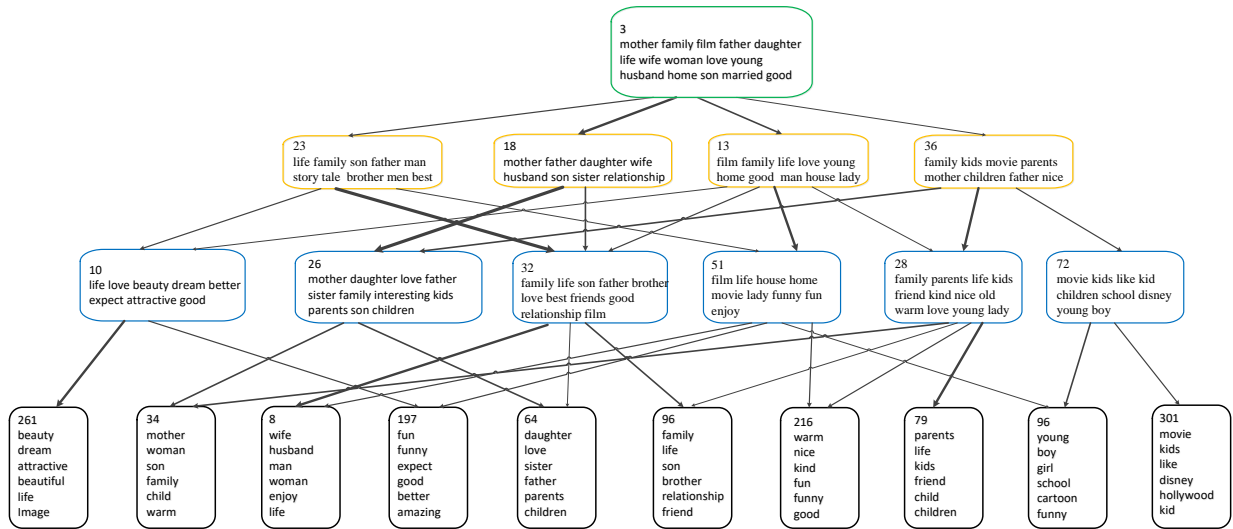 3
mother family film father daughter
life wife woman love young
husband home son married good
23
life family son father man
story tale brother men best
18
mother father daughter wife
husband son sister relationship
13
film family life love young
home good man house lady
36
family kids movie parents
mother children father nice
10
life love beauty dream better
expect attractive good
26
mother daughter love father
sister family interesting kids
parents son children
32
family life son father brother
love best friends good
relationship film
51
film life house home
movie lady funny fun
enjoy
28
family parents life kids
friend kind nice old
warm love young lady
72
movie kids like kid
children school disney
young boy
261
beauty
dream
attractive
beautiful
life
Image
34
mother
woman
son
family
child
warm
8
wife
husband
man
woman
enjoy
life
197
fun
funny
expect
good
better
amazing
64
daughter
love
sister
father
parents
children
96
family
life
son
brother
relationship
friend
216
warm
nice
kind
fun
funny
good
79
parents
life
kids
friend
child
children
96
young
boy
girl
school
cartoon
funny
301
movie
kids
like
disney
hollywood
kid